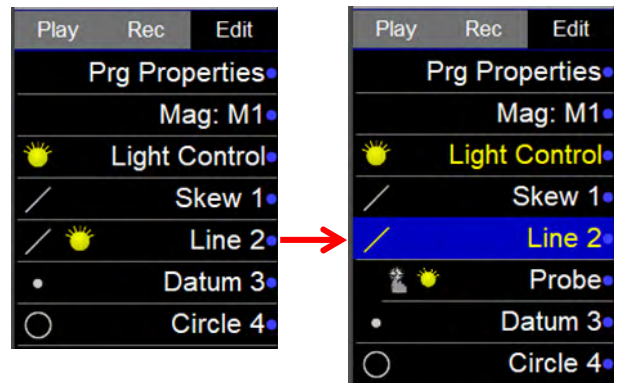 Play Rec Edit
Prg Properties
Mag: M1
Light Control
Skew 1
Line 2
Datum 3
Circle 4
Play Rec Edit
Prg Properties
Mag: M1
Light Control
Skew 1
Line 2
Probe
Datum 3
Circle 4